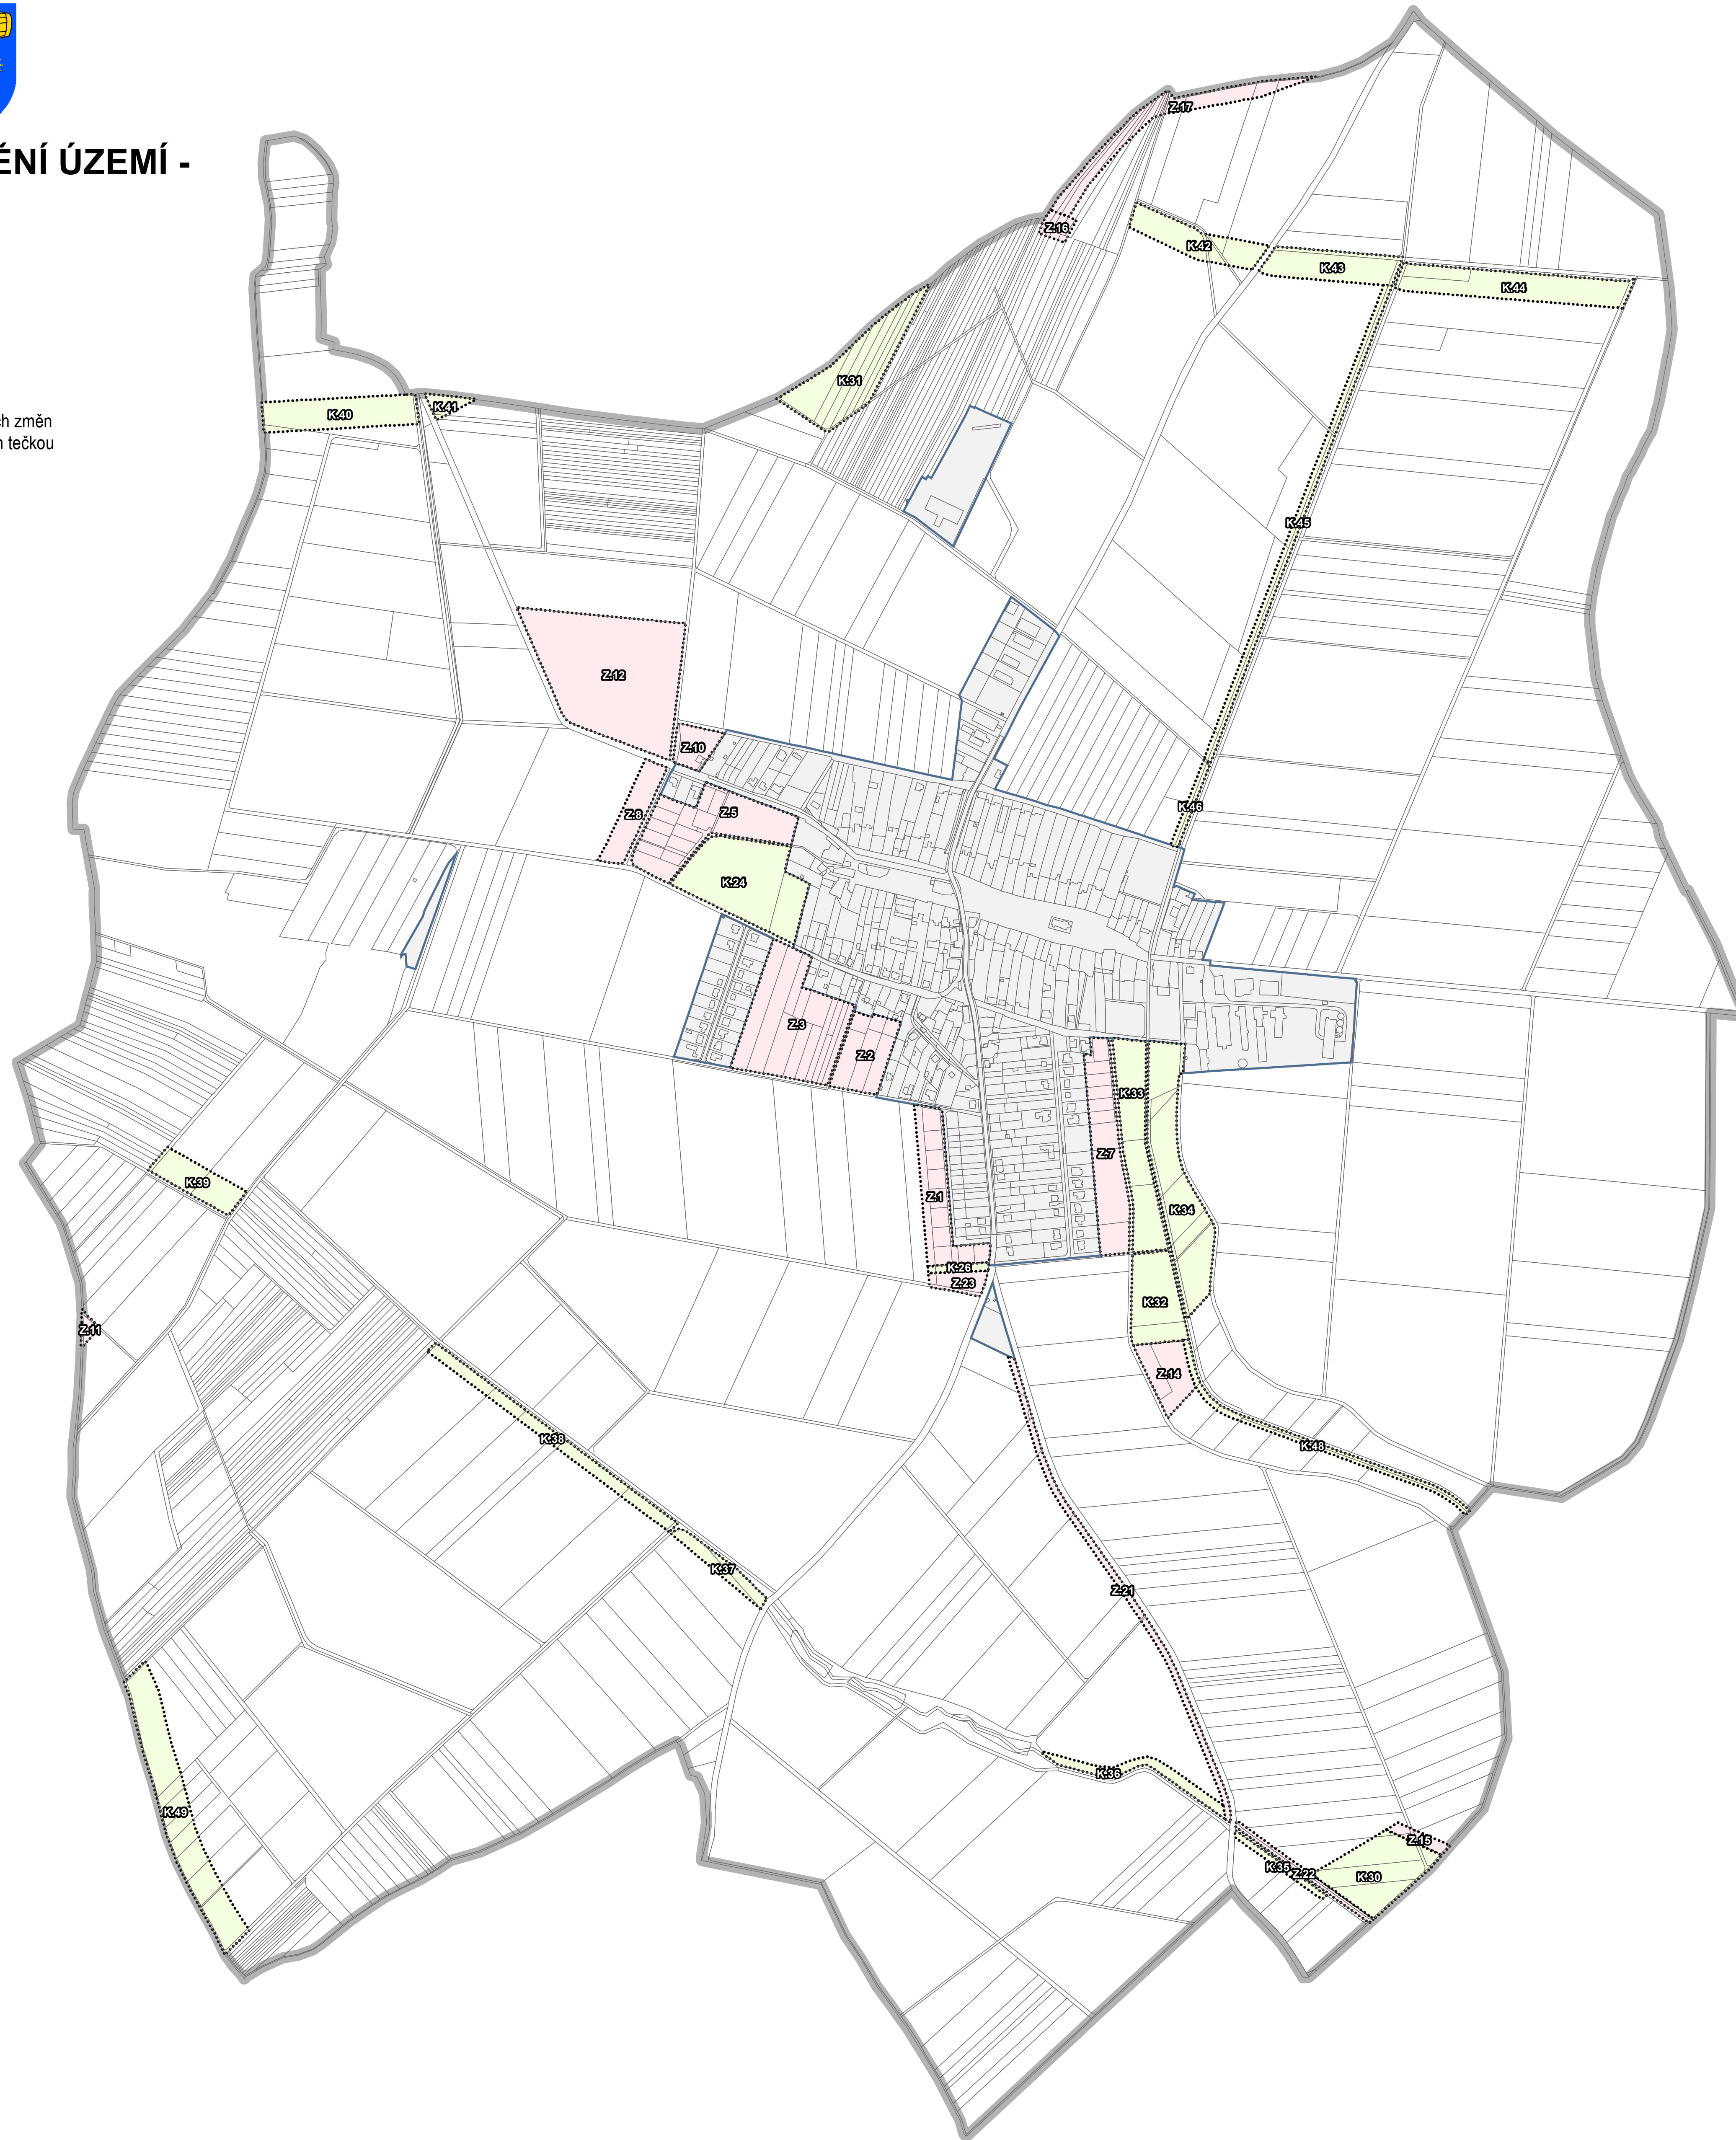 ĚNÍ ÚZEMÍ -
ch změn
n tečkou
Z.17
Z.16
K.42
K.43
K.44
K.31
K.40
K.41
K.45
Z.12
Z.10
K.46
Z.8
Z.5
K.24
Z.3
Z.2
K.33
Z.7
K.39
Z.1
K.34
K.26
Z.23
K.32
Z.11
Z.14
K.38
K.48
K.37
Z.21
K.36
K.49
Z.15
K.35
Z.22
K.30